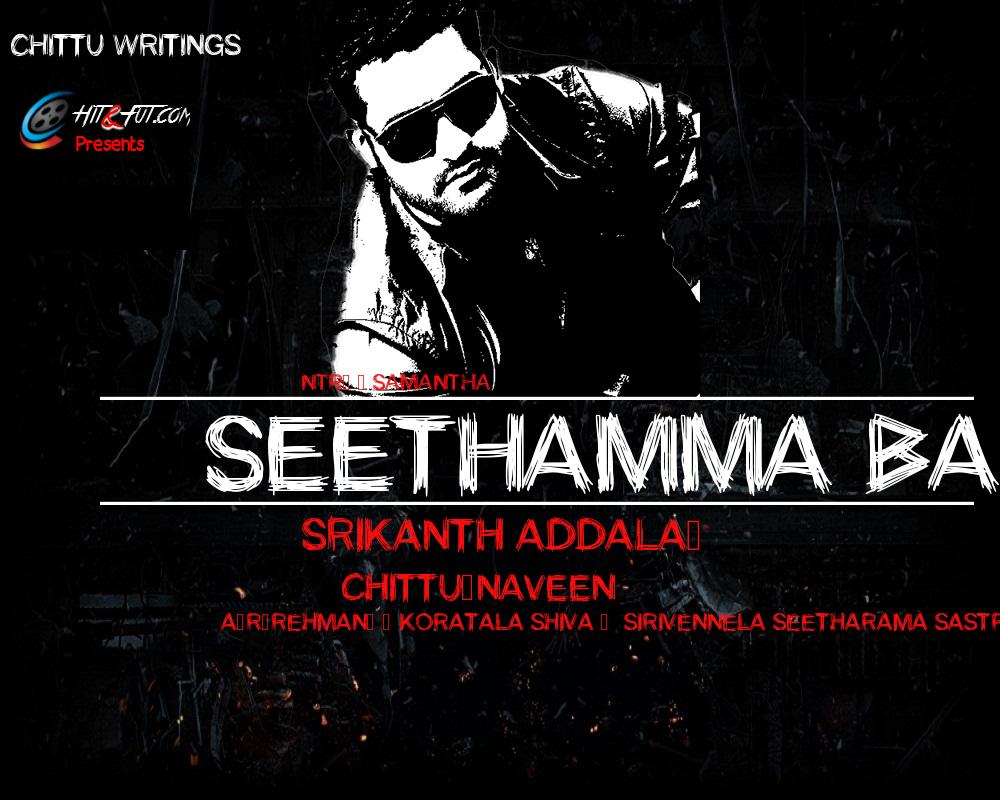 CHITTU WRITINGS
HIT&FUT.COM
Presents
NTR▯ ▯ SAMANTHA
SEETHAMMA BA
SRIKANTH ADDALA▯
CHITTU▯NAVEEN
A▯R▯REHMAN▯ ▯ KORATALA SHIVA ▯ SIRIVENNELA SEETHARAMA SASTR